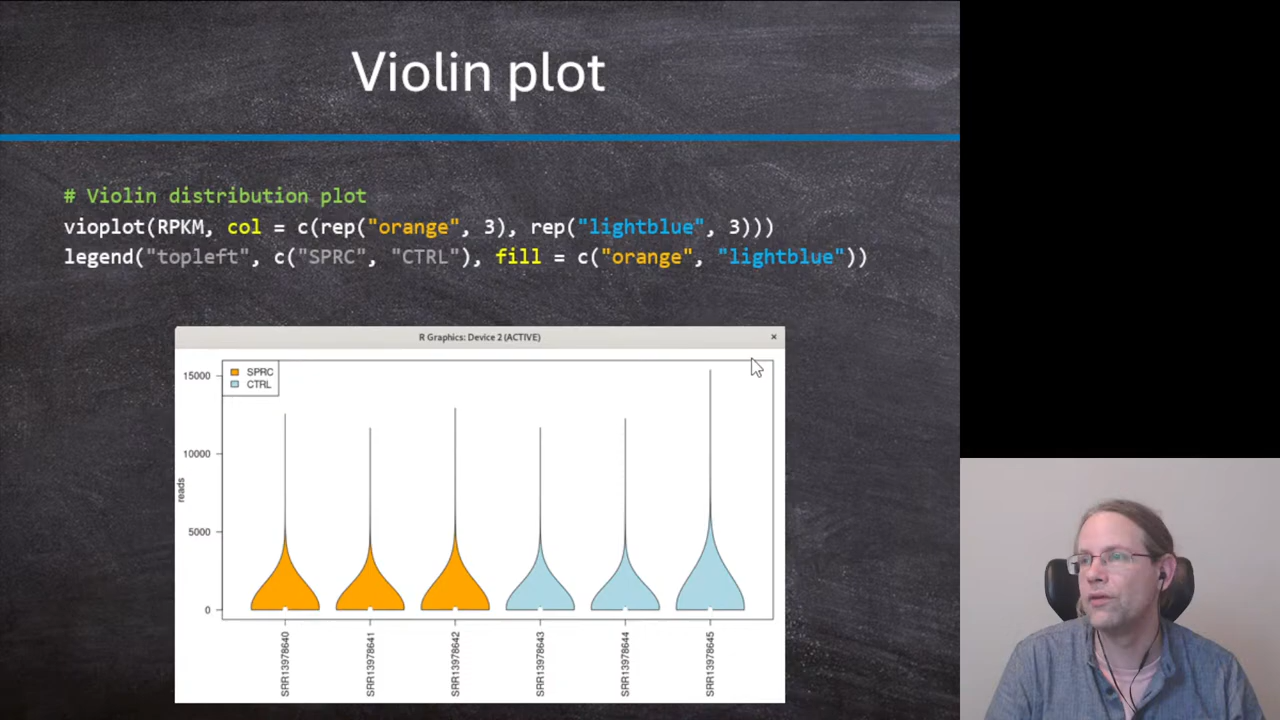 Violin plot
# Violin distribution plot
vioplot(RPKM, col = c(rep("orange", 3), rep("lightblue", 3)))
legend("topleft", c("SPRC", "CTRL"), fill = c("orange", "lightblue"))
R Graphics: Device 2 (ACTIVE)
×
SPRC
CTRL
15000
10000
5000
0
reads
SRR13978640
SRR13978641
SRR13978642
SRR13978643
SRR13978644
SRR13978645